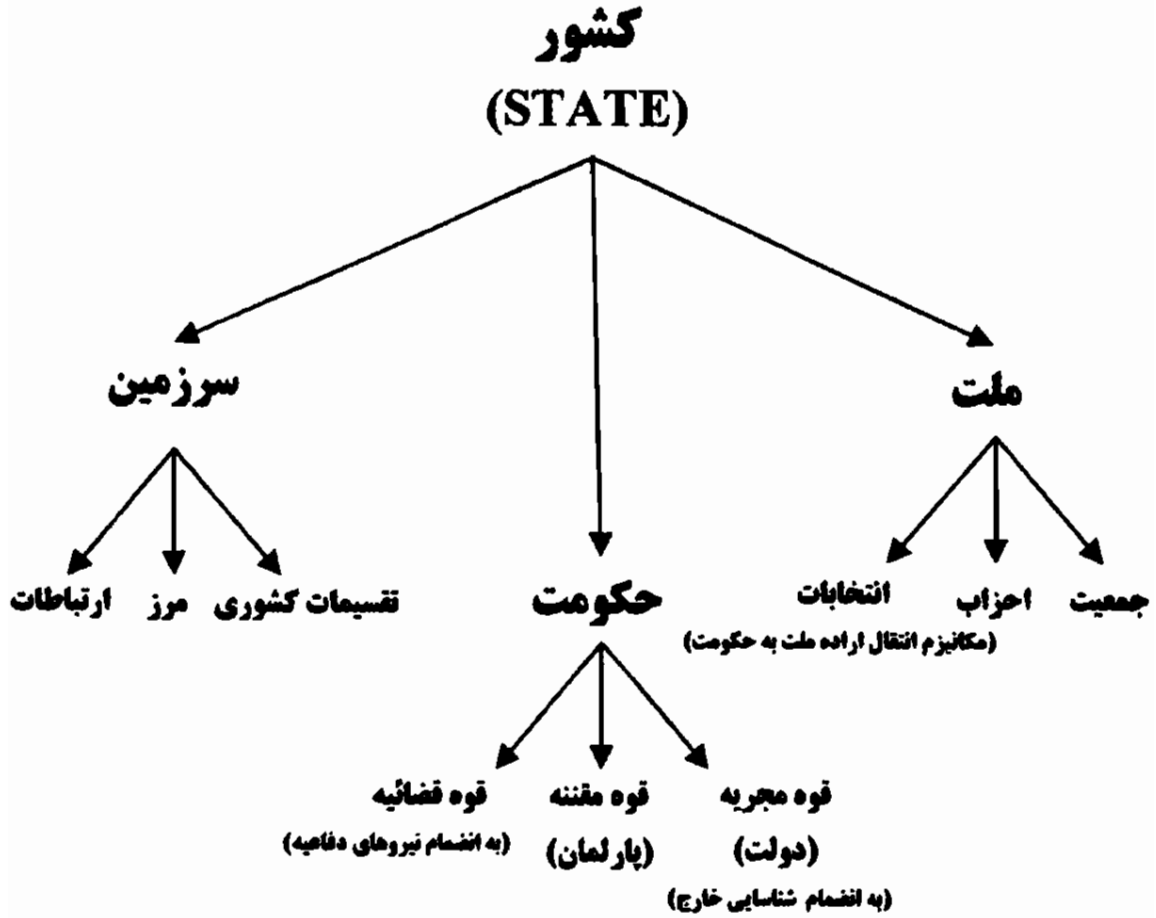 کشور
(STATE)
ملت
سرزمین
جمعیت
احزاب
انتخابات
(مکانیزم انتقال اراده ملت به حکومت)
حکومت
تقسیمات کشوری
مرز
ارتباطات
قوه مجریه
(دولت)
(به انضمام شناسایی خارج)
قوه مقننه
(پارلمان)
قوه قضائیه
(به انضمام نیروهای دفاعیه)